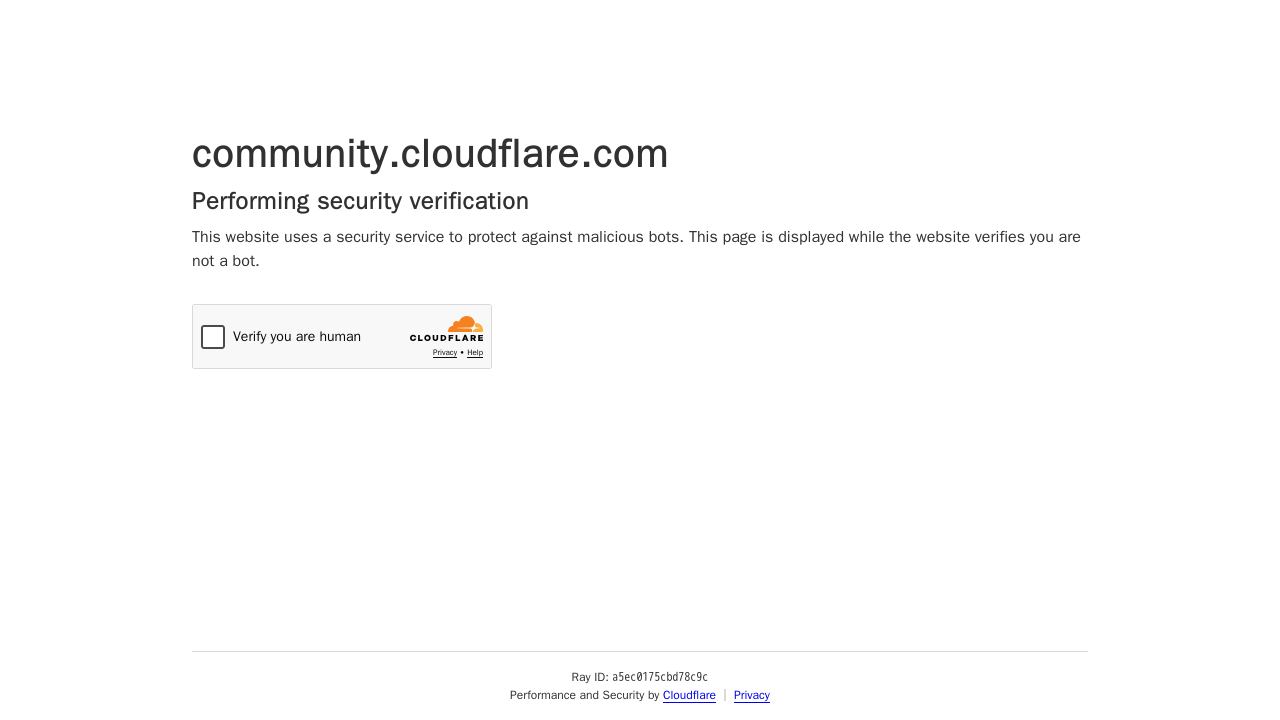 community.cloudflare.com
Performing security verification
This website uses a security service to protect against malicious bots. This page is displayed while the website verifies you are
not a bot.
Verify you are human
CLOUDFLARE
Privacy • Help
Ray ID: a5ec0175cbd78c9c
Performance and Security by Cloudflare | Privacy